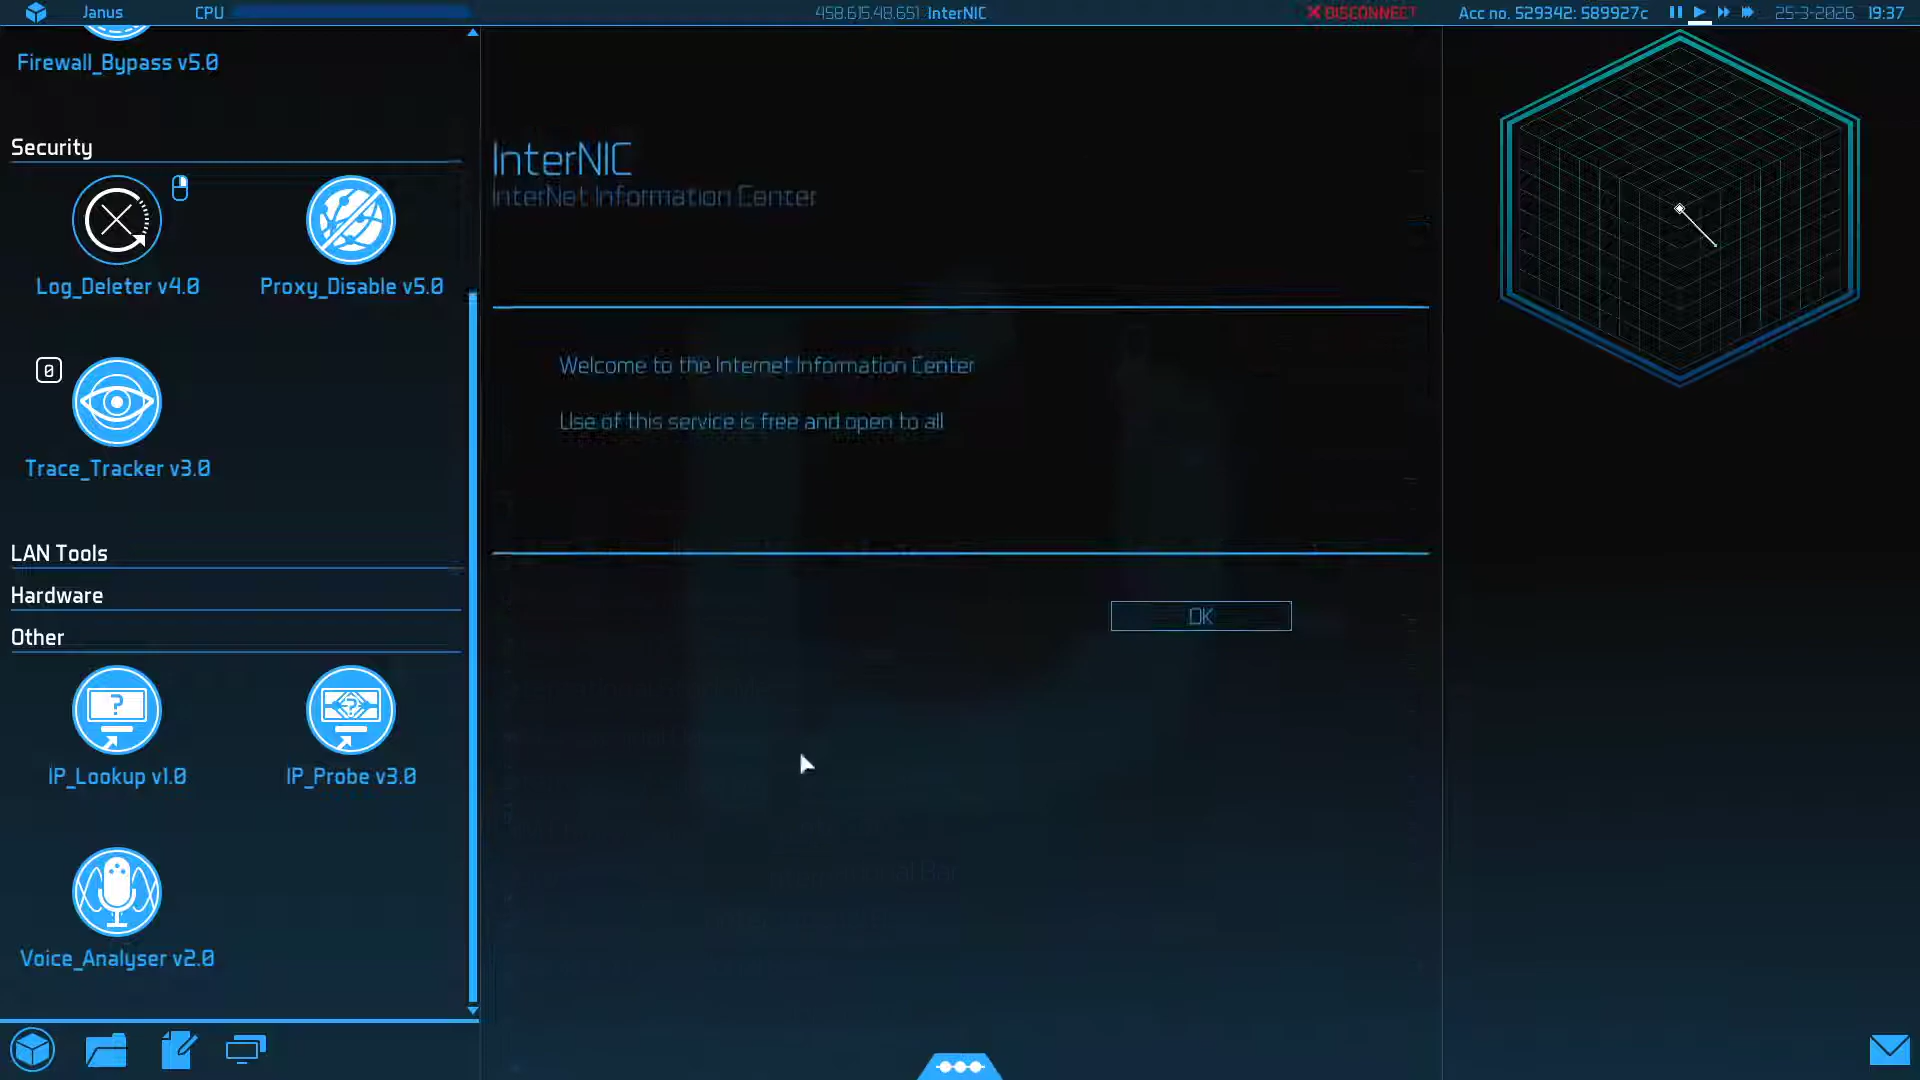 Janus
CPU
458.615.48.651 InterNIC
DISCONNECT
Acc no. 529342: 589927c
25-3-2026 19:37
Firewall_Bypass v5.0
Security
Log_Deleter v4.0
Proxy_Disable v5.0
0
Trace_Tracker v3.0
LAN Tools
Hardware
Other
?
?
IP_Lookup v1.0
IP_Probe v3.0
Voice_Analyser v2.0
InterNIC
InterNet Information Center
Welcome to the Internet Information Center
Use of this service is free and open to all
OK